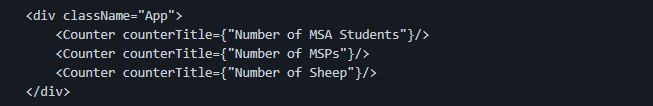 <div className="App">
    <Counter counterTitle={"Number of MSA Students"}/>
    <Counter counterTitle={"Number of MSPs"}/>
    <Counter counterTitle={"Number of Sheep"}/>
</div>